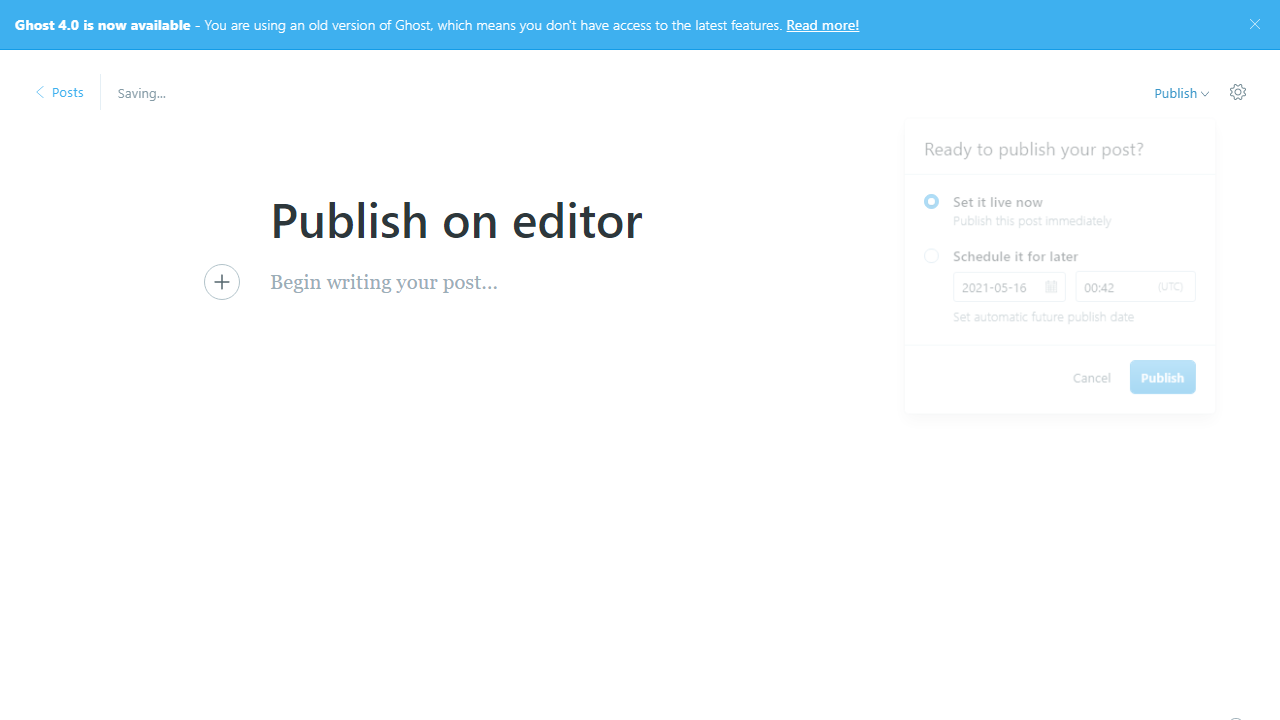 Ghost 4.0 is now available - You are using an old version of Ghost, which means you don't have access to the latest features. Read more!
Posts
Saving...
Publish
Ready to publish your post?
Publish on editor
Set it live now
Publish this post immediately
Schedule it for later
Begin writing your post...
2021-05-16
00:42
(UTC)
Set automatic future publish date
Cancel
Publish